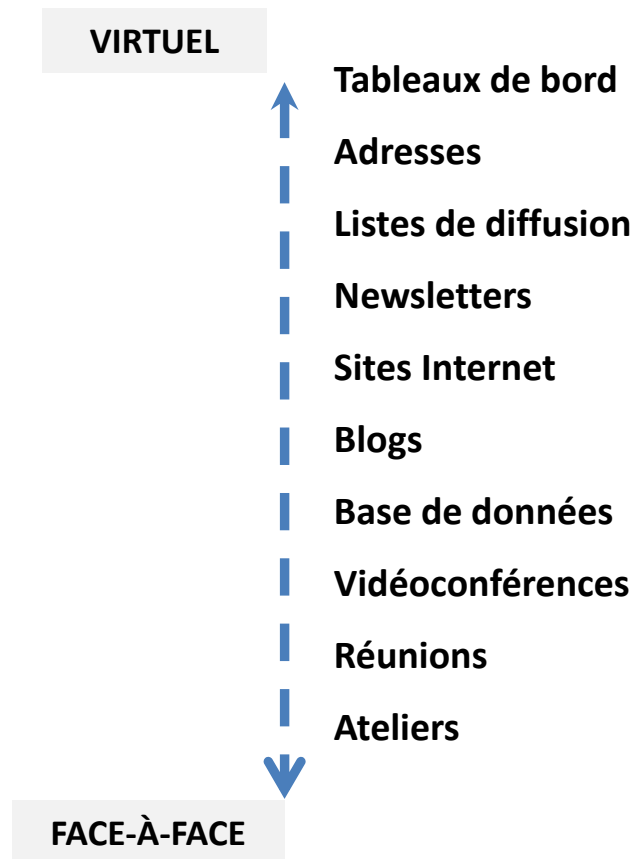 VIRTUEL
Tableaux de bord
Adresses
Listes de diffusion
Newsletters
Sites Internet
Blogs
Base de données
Vidéoconférences
Réunions
Ateliers
FACE-À-FACE